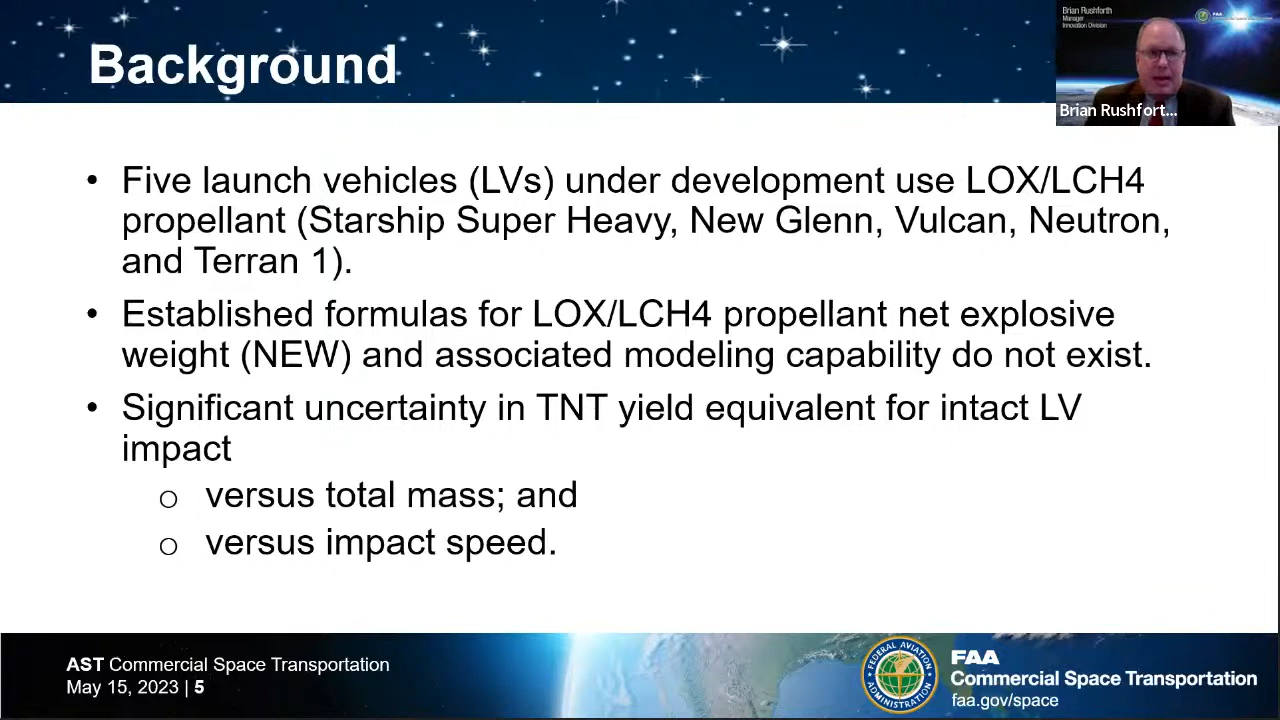 Background
Brian Rushforth
Manager
Innovation Division
FAA
Brian Rushfort...
• Five launch vehicles (LVs) under development use LOX/LCH4
propellant (Starship Super Heavy, New Glenn, Vulcan, Neutron,
and Terran 1).
• Established formulas for LOX/LCH4 propellant net explosive
weight (NEW) and associated modeling capability do not exist.
• Significant uncertainty in TNT yield equivalent for intact LV
impact
o versus total mass; and
o versus impact speed.
AST Commercial Space Transportation
May 15, 2023 | 5
FEDERAL AVIATION
ADMINISTRATION
FAA
Commercial Space Transportation
faa.gov/space